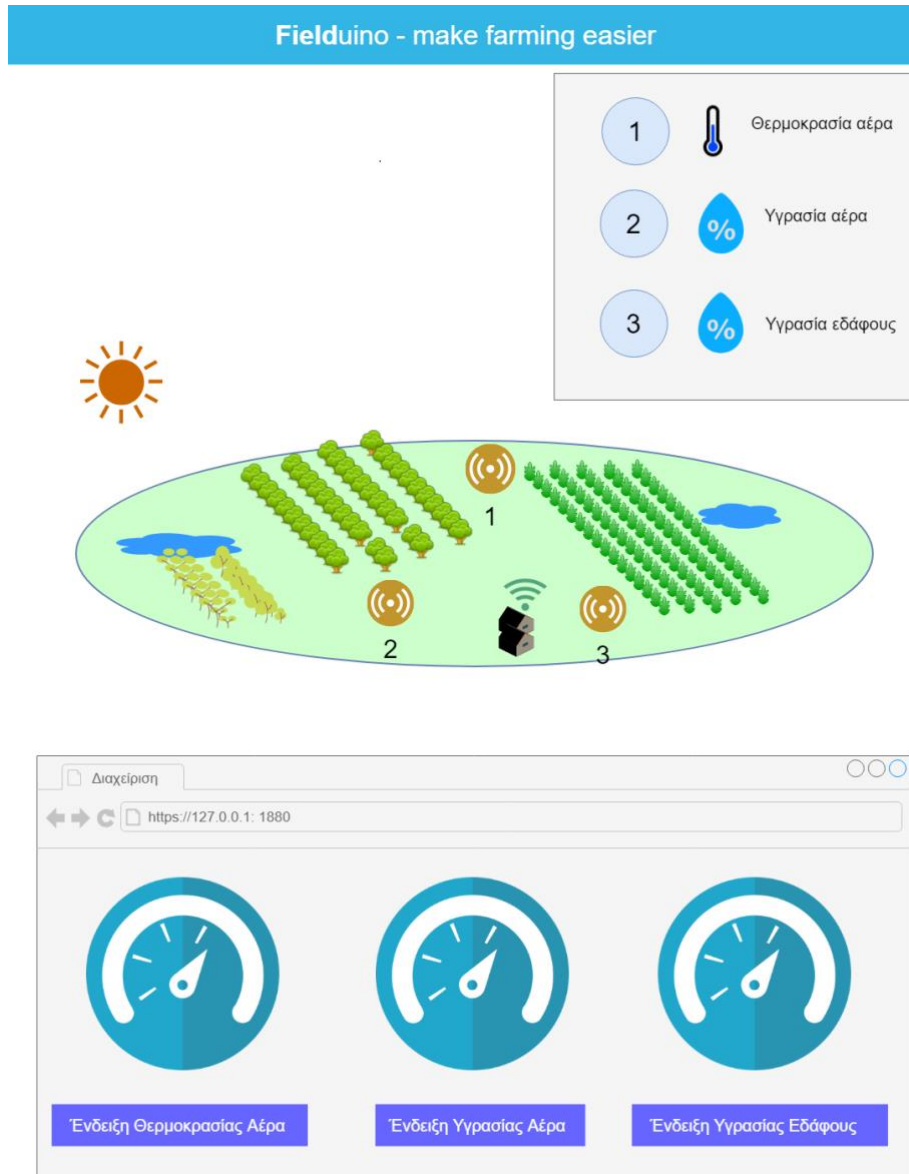 Fielduino - make farming easier
1 Θερμοκρασία αέρα
2 % Υγρασία αέρα
3 % Υγρασία εδάφους
1
2
3
Διαχείριση
https://127.0.0.1: 1880
Ένδειξη Θερμοκρασίας Αέρα
Ένδειξη Υγρασίας Αέρα
Ένδειξη Υγρασίας Εδάφους